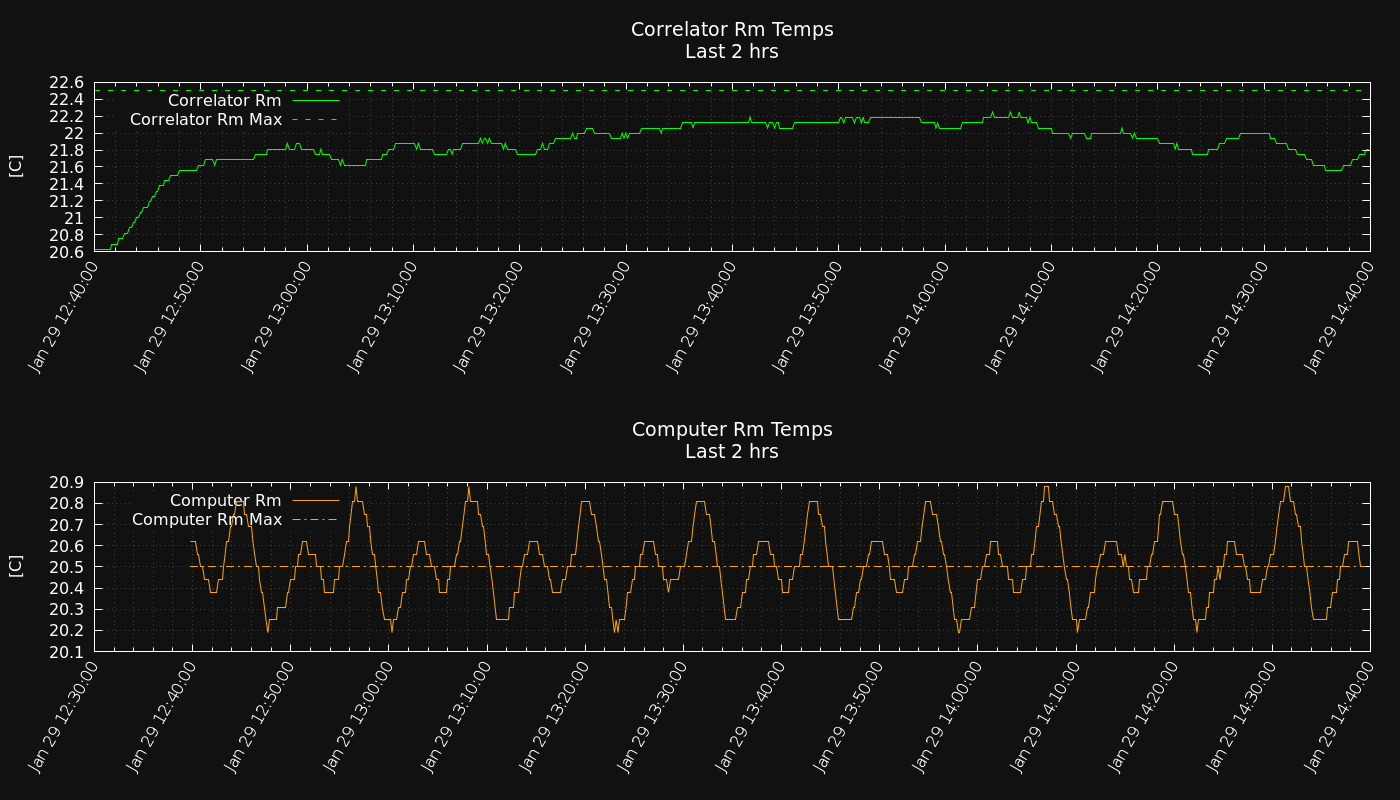 Correlator Rm Temps
Last 2 hrs
22.6
22.4
22.2
22
21.8
21.6
21.4
21.2
21
20.8
20.6
[C]
Correlator Rm
Correlator Rm Max
Jan 29 12:40:00
Jan 29 12:50:00
Jan 29 13:00:00
Jan 29 13:10:00
Jan 29 13:20:00
Jan 29 13:30:00
Jan 29 13:40:00
Jan 29 13:50:00
Jan 29 14:00:00
Jan 29 14:10:00
Jan 29 14:20:00
Jan 29 14:30:00
Jan 29 14:40:00
Computer Rm Temps
Last 2 hrs
20.9
20.8
20.7
20.6
20.5
20.4
20.3
20.2
20.1
[C]
Computer Rm
Computer Rm Max
Jan 29 12:30:00
Jan 29 12:40:00
Jan 29 12:50:00
Jan 29 13:00:00
Jan 29 13:10:00
Jan 29 13:20:00
Jan 29 13:30:00
Jan 29 13:40:00
Jan 29 13:50:00
Jan 29 14:00:00
Jan 29 14:10:00
Jan 29 14:20:00
Jan 29 14:30:00
Jan 29 14:40:00